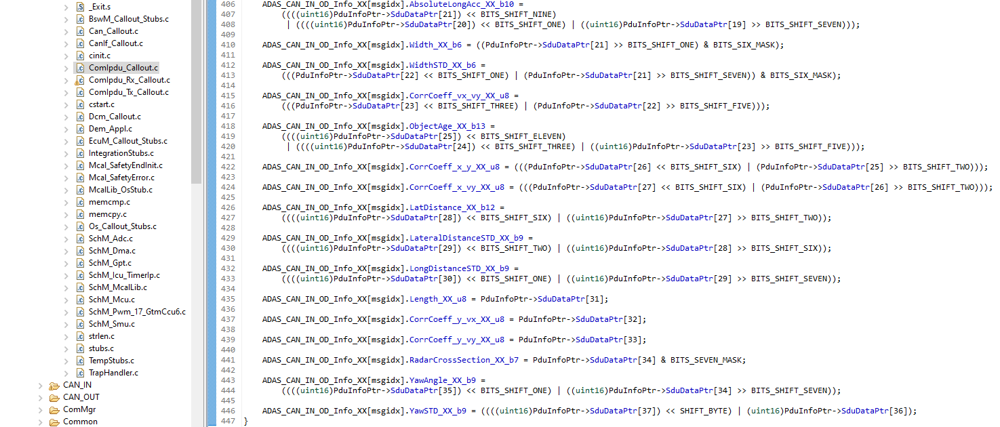 _Exit.s
BswM_Callout_Stubs.c
Can_Callout.c
CanIf_Callout.c
cinit.c
ComIpdu_Callout.c
ComIpdu_Rx_Callout.c
ComIpdu_Tx_Callout.c
cstart.c
Dcm_Callout.c
Dem_Appl.c
EcuM_Callout_Stubs.c
IntegrationStubs.c
Mcal_SafetyEndInit.c
Mcal_SafetyError.c
McalLib_OsStub.c
memcmp.c
memcpy.c
Os_Callout_Stubs.c
SchM_Adc.c
SchM_Dma.c
SchM_Gpt.c
SchM_Icu_TimerIp.c
SchM_McalLib.c
SchM_Mcu.c
SchM_Pwm_17_GtmCcu6.c
SchM_Smu.c
strlen.c
stubs.c
TempStubs.c
TrapHandler.c
CAN_IN
CAN_OUT
ComMgr
Common
406 ADAS_CAN_IN_OD_Info_XX[msgidx].AbsoluteLongAcc_XX_b10 =
407 ((((uint16)PduInfoPtr->SduDataPtr[21]) << BITS_SHIFT_NINE)
408 | ((((uint16)PduInfoPtr->SduDataPtr[20]) << BITS_SHIFT_ONE) | ((uint16)PduInfoPtr->SduDataPtr[19] >> BITS_SHIFT_SEVEN)));
409
410 ADAS_CAN_IN_OD_Info_XX[msgidx].Width_XX_b6 = ((PduInfoPtr->SduDataPtr[21] >> BITS_SHIFT_ONE) & BITS_SIX_MASK);
411
412 ADAS_CAN_IN_OD_Info_XX[msgidx].WidthSTD_XX_b6 =
413 (((PduInfoPtr->SduDataPtr[22] << BITS_SHIFT_ONE) | (PduInfoPtr->SduDataPtr[21] >> BITS_SHIFT_SEVEN)) & BITS_SIX_MASK);
414
415 ADAS_CAN_IN_OD_Info_XX[msgidx].CorrCoeff_vx_vy_XX_u8 =
416 (((PduInfoPtr->SduDataPtr[23] << BITS_SHIFT_THREE) | (PduInfoPtr->SduDataPtr[22] >> BITS_SHIFT_FIVE)));
417
418 ADAS_CAN_IN_OD_Info_XX[msgidx].ObjectAge_XX_b13 =
419 ((((uint16)PduInfoPtr->SduDataPtr[25]) << BITS_SHIFT_ELEVEN)
420 | ((((uint16)PduInfoPtr->SduDataPtr[24]) << BITS_SHIFT_THREE) | ((uint16)PduInfoPtr->SduDataPtr[23] >> BITS_SHIFT_FIVE)));
421
422 ADAS_CAN_IN_OD_Info_XX[msgidx].CorrCoeff_x_y_XX_u8 = (((PduInfoPtr->SduDataPtr[26] << BITS_SHIFT_SIX) | (PduInfoPtr->SduDataPtr[25] >> BITS_SHIFT_TWO)));
423
424 ADAS_CAN_IN_OD_Info_XX[msgidx].CorrCoeff_x_vy_XX_u8 = (((PduInfoPtr->SduDataPtr[27] << BITS_SHIFT_SIX) | (PduInfoPtr->SduDataPtr[26] >> BITS_SHIFT_TWO)));
425
426 ADAS_CAN_IN_OD_Info_XX[msgidx].LatDistance_XX_b12 =
427 ((((uint16)PduInfoPtr->SduDataPtr[28]) << BITS_SHIFT_SIX) | ((uint16)PduInfoPtr->SduDataPtr[27] >> BITS_SHIFT_TWO));
428
429 ADAS_CAN_IN_OD_Info_XX[msgidx].LateralDistanceSTD_XX_b9 =
430 ((((uint16)PduInfoPtr->SduDataPtr[29]) << BITS_SHIFT_TWO) | ((uint16)PduInfoPtr->SduDataPtr[28] >> BITS_SHIFT_SIX));
431
432 ADAS_CAN_IN_OD_Info_XX[msgidx].LongDistanceSTD_XX_b9 =
433 ((((uint16)PduInfoPtr->SduDataPtr[30]) << BITS_SHIFT_ONE) | ((uint16)PduInfoPtr->SduDataPtr[29] >> BITS_SHIFT_SEVEN));
434
435 ADAS_CAN_IN_OD_Info_XX[msgidx].Length_XX_u8 = PduInfoPtr->SduDataPtr[31];
436
437 ADAS_CAN_IN_OD_Info_XX[msgidx].CorrCoeff_y_vx_XX_u8 = PduInfoPtr->SduDataPtr[32];
438
439 ADAS_CAN_IN_OD_Info_XX[msgidx].CorrCoeff_y_vy_XX_u8 = PduInfoPtr->SduDataPtr[33];
440
441 ADAS_CAN_IN_OD_Info_XX[msgidx].RadarCrossSection_XX_b7 = PduInfoPtr->SduDataPtr[34] & BITS_SEVEN_MASK;
442
443 ADAS_CAN_IN_OD_Info_XX[msgidx].YawAngle_XX_b9 =
444 ((((uint16)PduInfoPtr->SduDataPtr[35]) << BITS_SHIFT_ONE) | ((uint16)PduInfoPtr->SduDataPtr[34] >> BITS_SHIFT_SEVEN));
445
446 ADAS_CAN_IN_OD_Info_XX[msgidx].YawSTD_XX_b9 = ((((uint16)PduInfoPtr->SduDataPtr[37]) << SHIFT_BYTE) | (uint16)PduInfoPtr->SduDataPtr[36]);
447 }